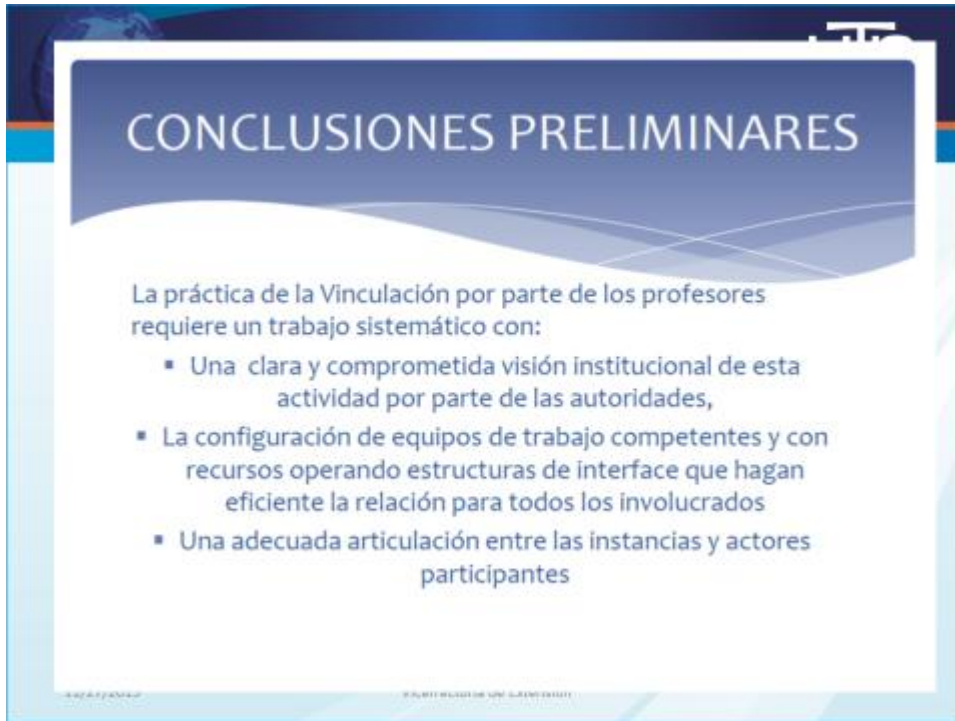 CONCLUSIONES PRELIMINARES
La práctica de la Vinculación por parte de los profesores
requiere un trabajo sistemático con:
▪ Una clara y comprometida visión institucional de esta
actividad por parte de las autoridades,
▪ La configuración de equipos de trabajo competentes y con
recursos operando estructuras de interface que hagan
eficiente la relación para todos los involucrados
▪ Una adecuada articulación entre las instancias y actores
participantes